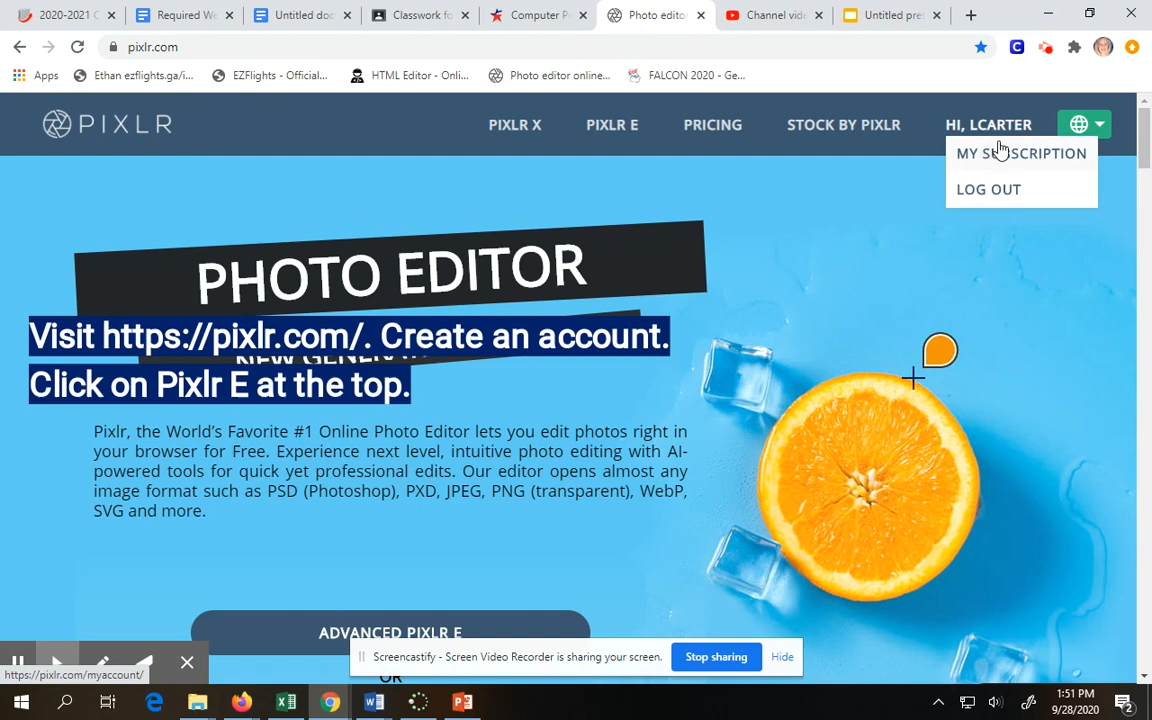 2020-2021 C
Required We
Untitled doc
Classwork fo
Computer Pr
Photo editor
Channel vide
Untitled pres
pixlr.com
Apps
Ethan ezflights.ga/i...
EZFlights - Official...
HTML Editor - Onli...
Photo editor online...
FALCON 2020 - Ge...
PIXLR
PIXLR X
PIXLR E
PRICING
STOCK BY PIXLR
HI, LCARTER
MY SUBSCRIPTION
LOG OUT
PHOTO EDITOR
Visit https://pixlr.com/. Create an account.
Click on Pixlr E at the top.
Pixlr, the World's Favorite #1 Online Photo Editor lets you edit photos right in
your browser for Free. Experience next level, intuitive photo editing with AI-
powered tools for quick yet professional edits. Our editor opens almost any
image format such as PSD (Photoshop), PXD, JPEG, PNG (transparent), WebP,
SVG and more.
ADVANCED PIXLR E
OR
Screencastify - Screen Video Recorder is sharing your screen.
Stop sharing
Hide
https://pixlr.com/myaccount/
1:51 PM
9/28/2020
2